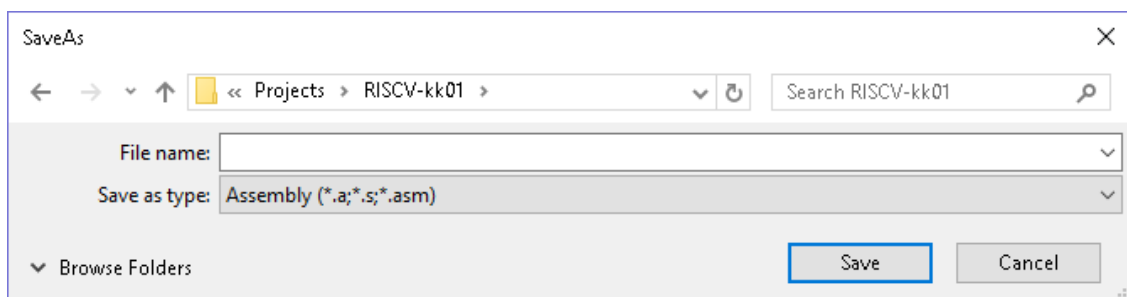 SaveAs
« Projects > RISCV-kk01 > Search RISCV-kk01
File name:
Save as type: Assembly (*.a;*.s;*.asm)
Browse Folders Save Cancel